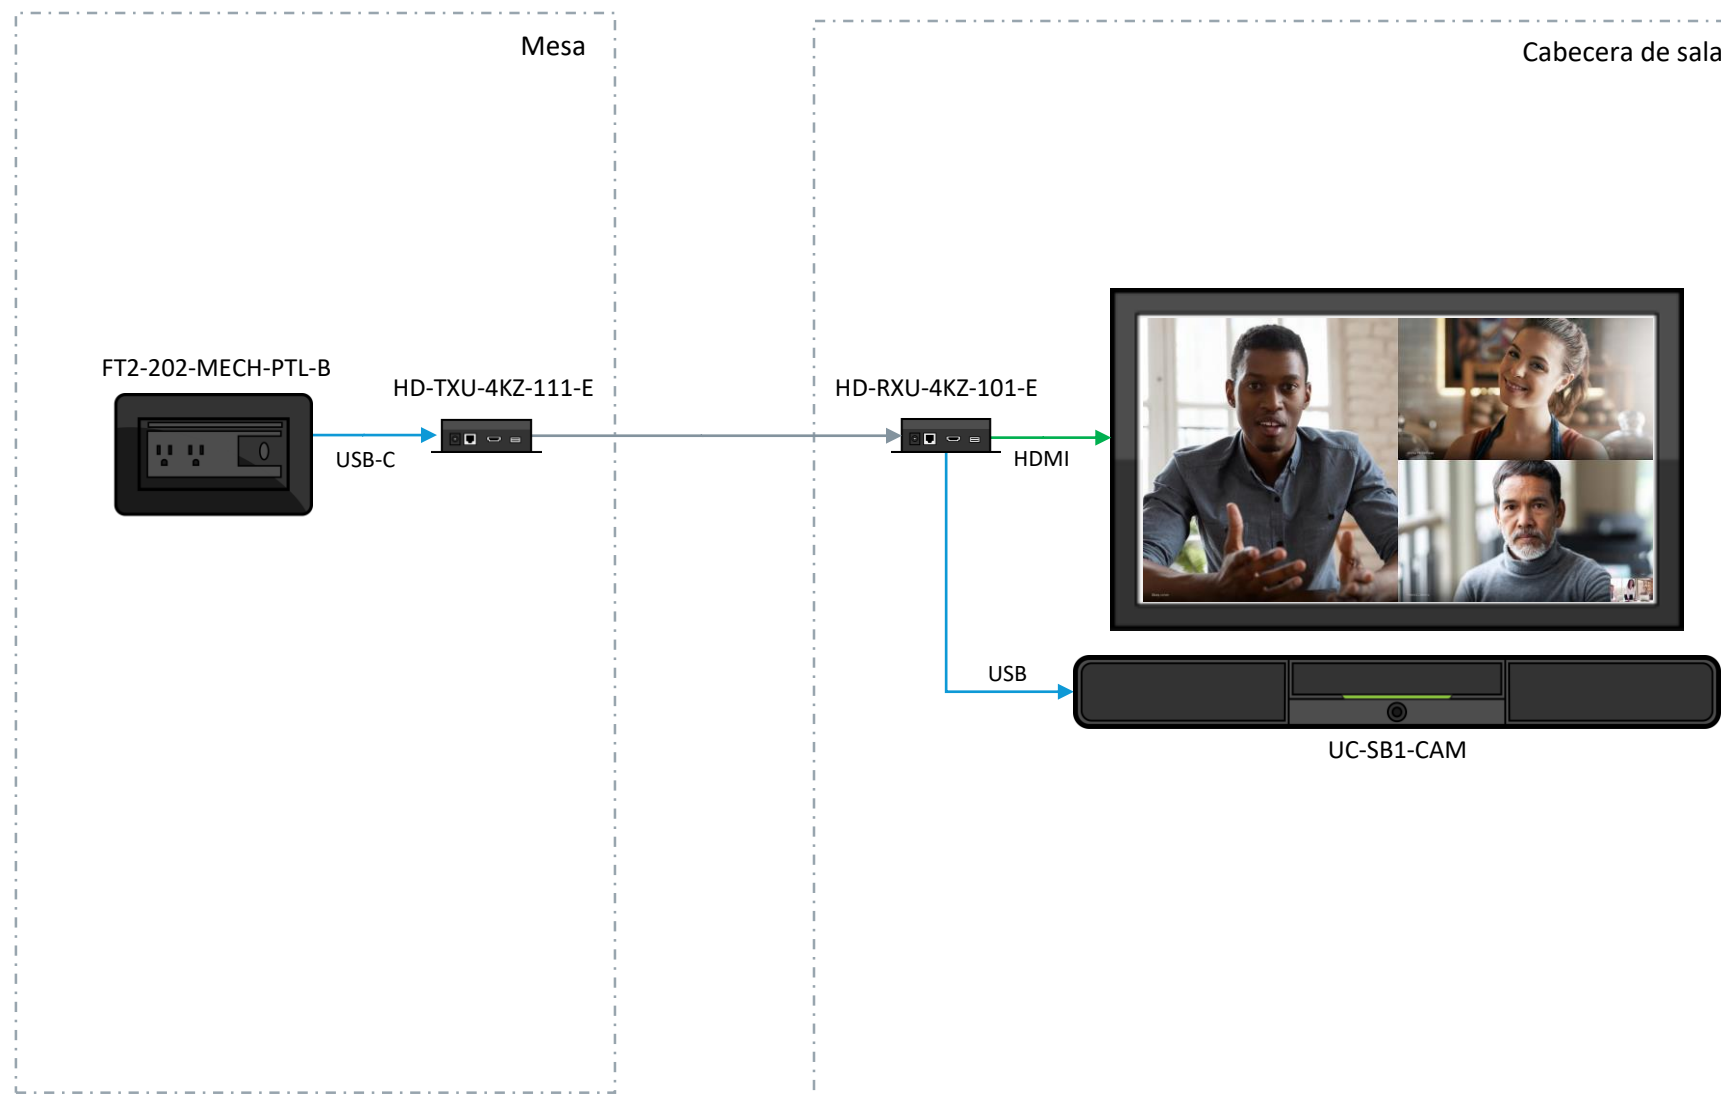 Mesa
Cabecera de sala
FT2-202-MECH-PTL-B
HD-TXU-4KZ-111-E
HD-RXU-4KZ-101-E
USB-C
HDMI
USB
UC-SB1-CAM